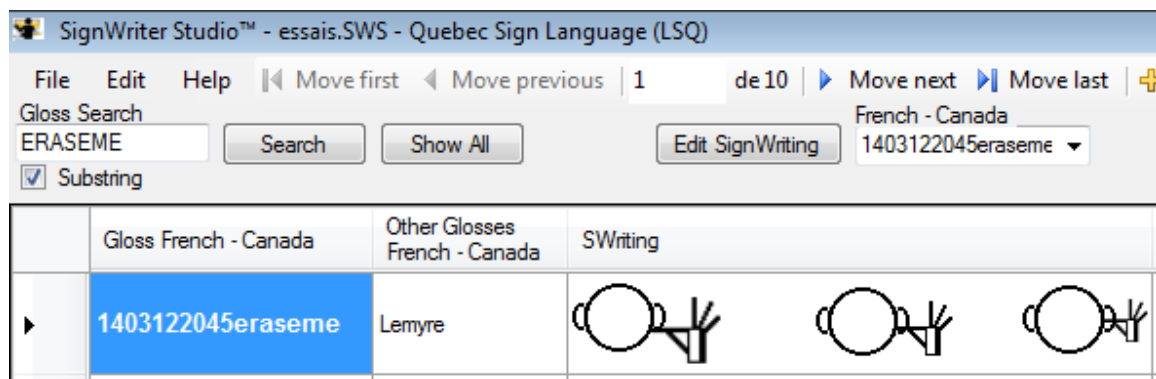 SignWriter Studio™ - essais.SWS - Quebec Sign Language (LSQ)
File Edit Help Move first Move previous 1 de 10 Move next Move last
Gloss Search
French - Canada
ERASEME Search Show All Edit SignWriting 1403122045eraseme
Substring
Gloss French - Canada
Other Glosses
French - Canada
SWriting
1403122045eraseme Lemyre